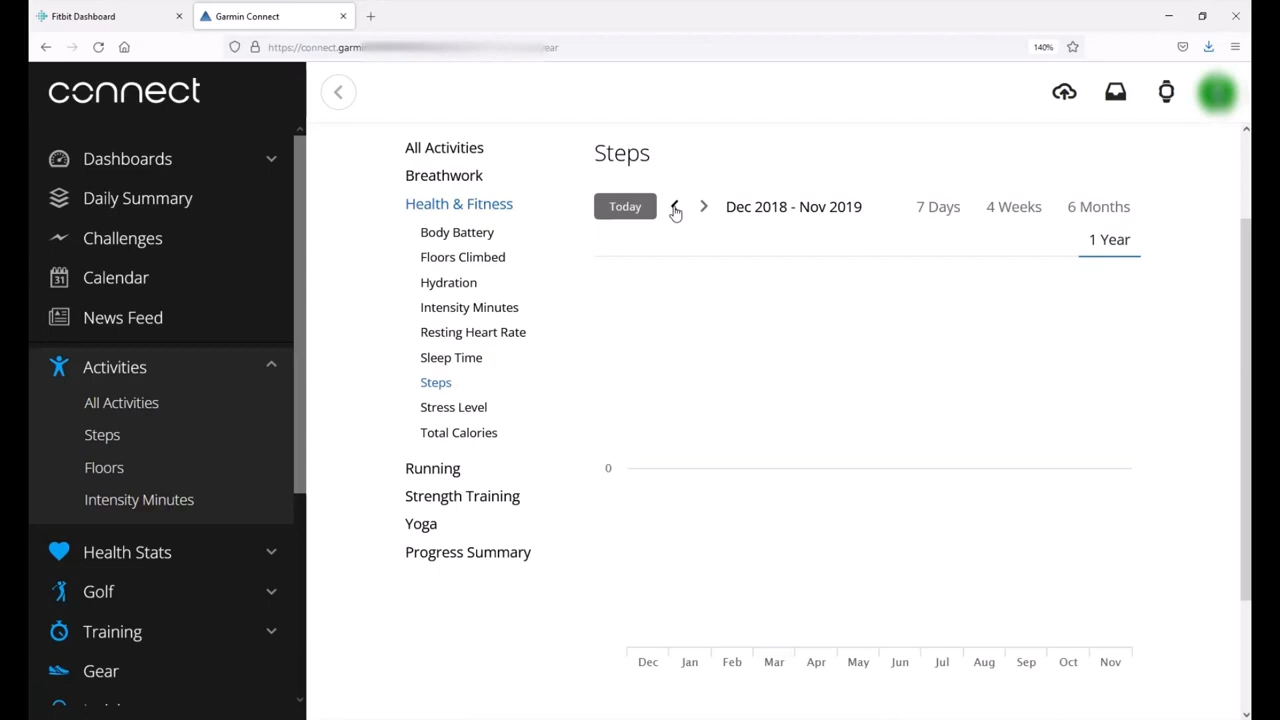 Fitbit Dashboard
Garmin Connect
https://connect.garmi
ear
140%
connect
Dashboards
Daily Summary
Challenges
31
Calendar
News Feed
Activities
All Activities
Steps
Floors
Intensity Minutes
Health Stats
Golf
Training
Gear
All Activities
Breathwork
Health & Fitness
Body Battery
Floors Climbed
Hydration
Intensity Minutes
Resting Heart Rate
Sleep Time
Steps
Stress Level
Total Calories
Running
Strength Training
Yoga
Progress Summary
Steps
Today
Dec 2018 - Nov 2019
7 Days
4 Weeks
6 Months
1 Year
0
Dec Jan Feb Mar Apr May Jun Jul Aug Sep Oct Nov